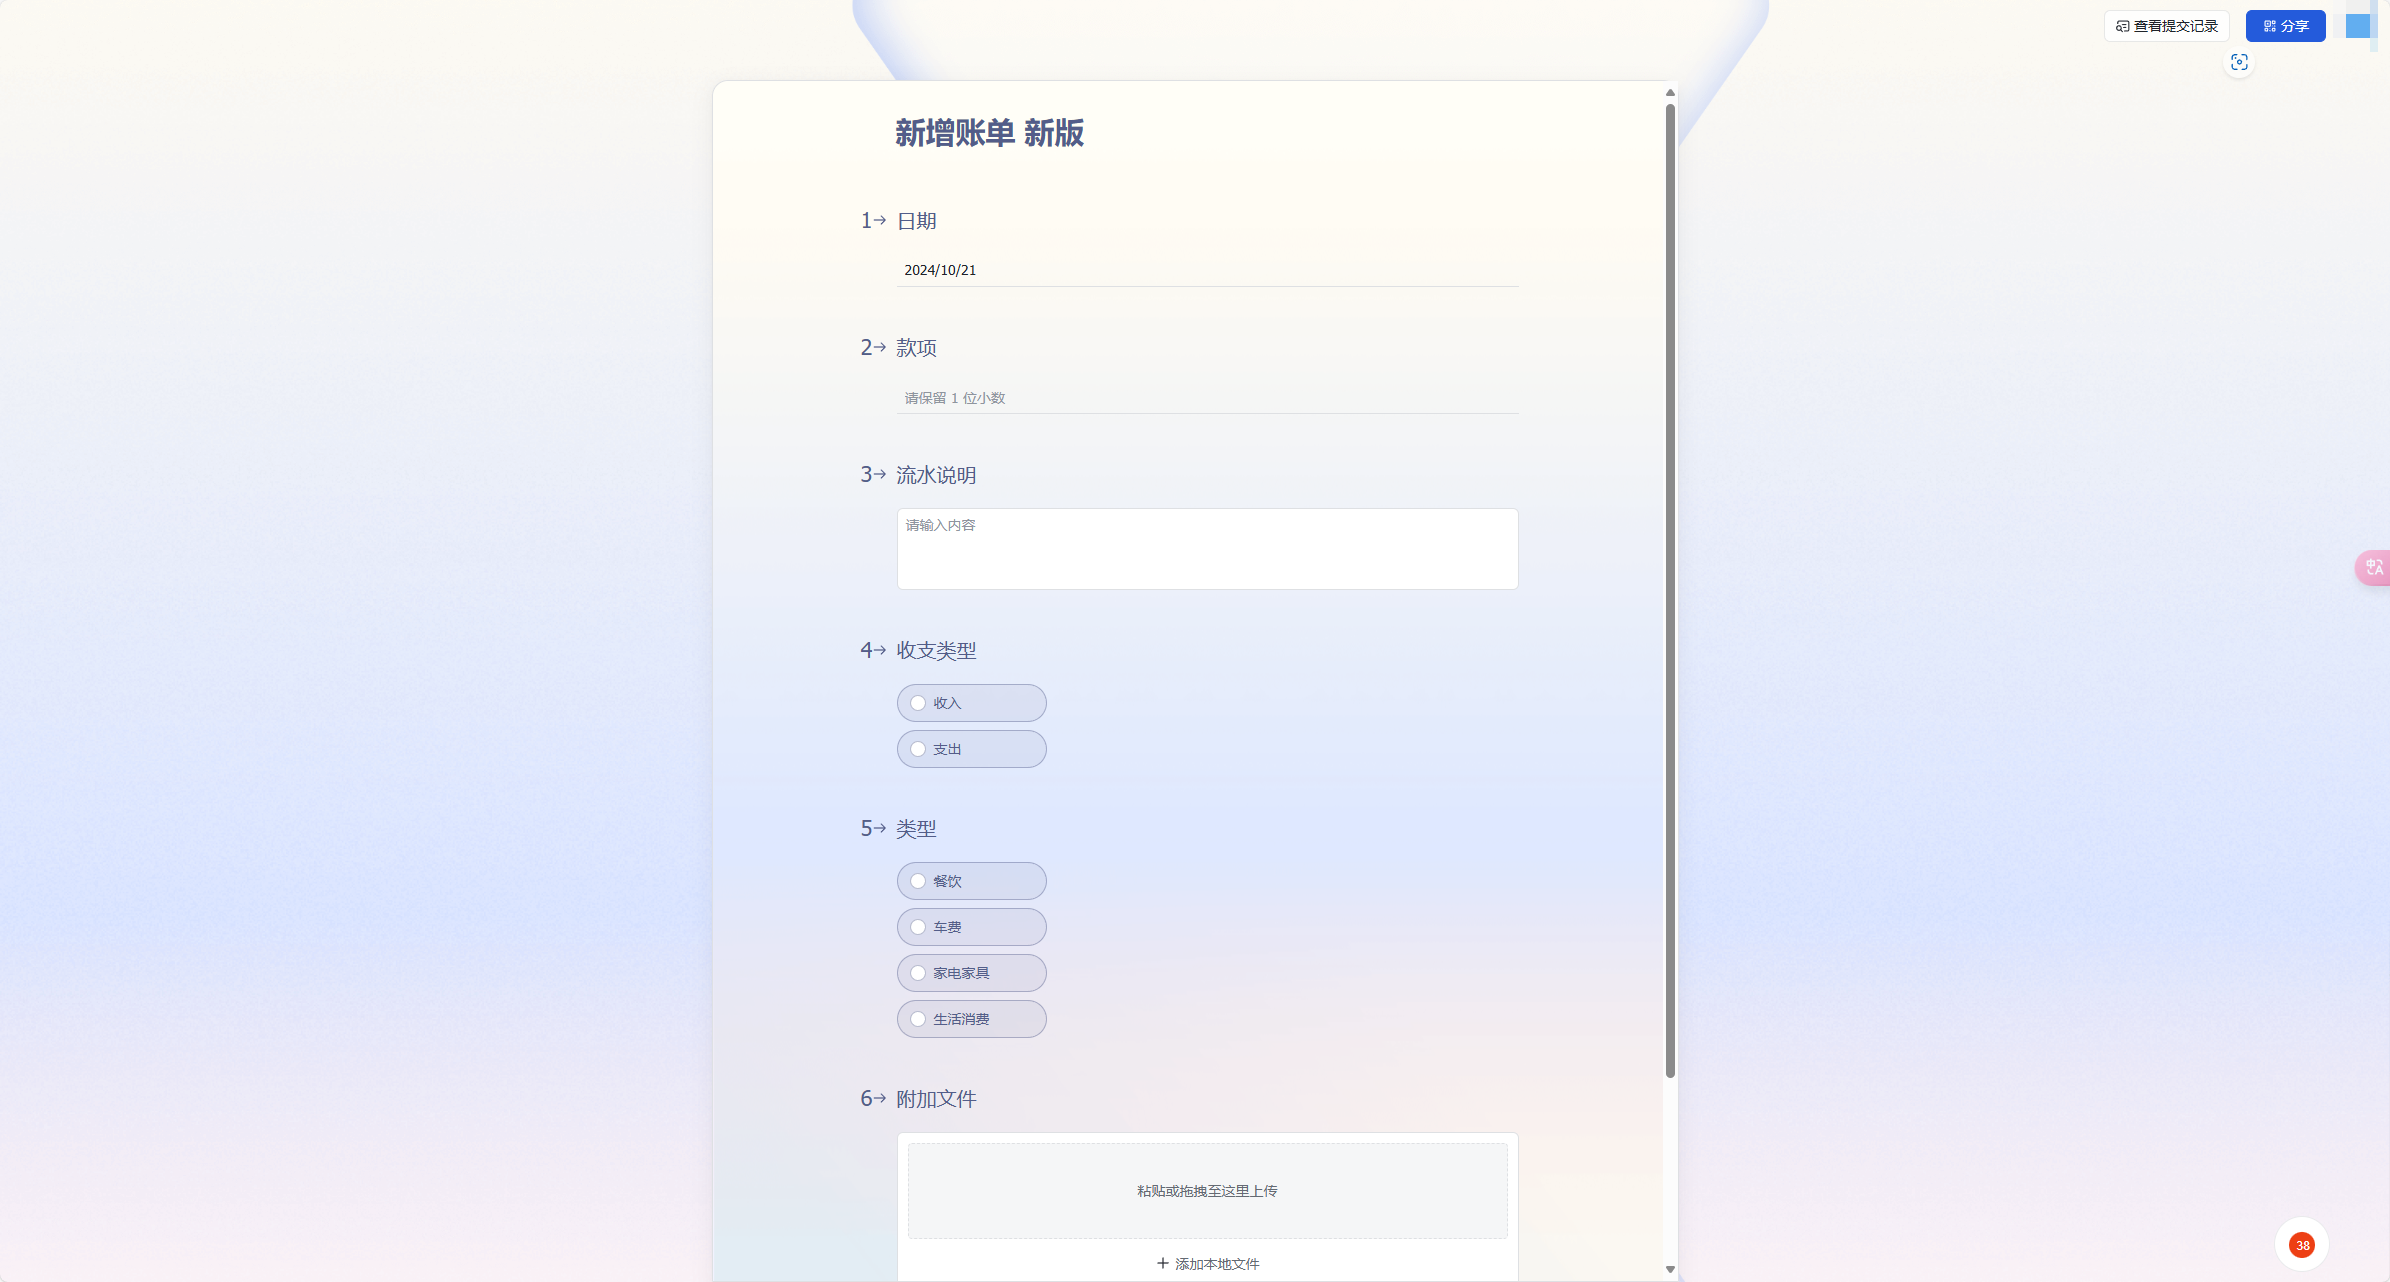 查看提交记录
分享
新增账单 新版
1→ 日期
2024/10/21
2→ 款项
请保留 1 位小数
3→ 流水说明
请输入内容
4→ 收支类型
收入
支出
5→ 类型
餐饮
车费
家电家具
生活消费
6→ 附加文件
粘贴或拖拽至这里上传
+ 添加本地文件
中A
38